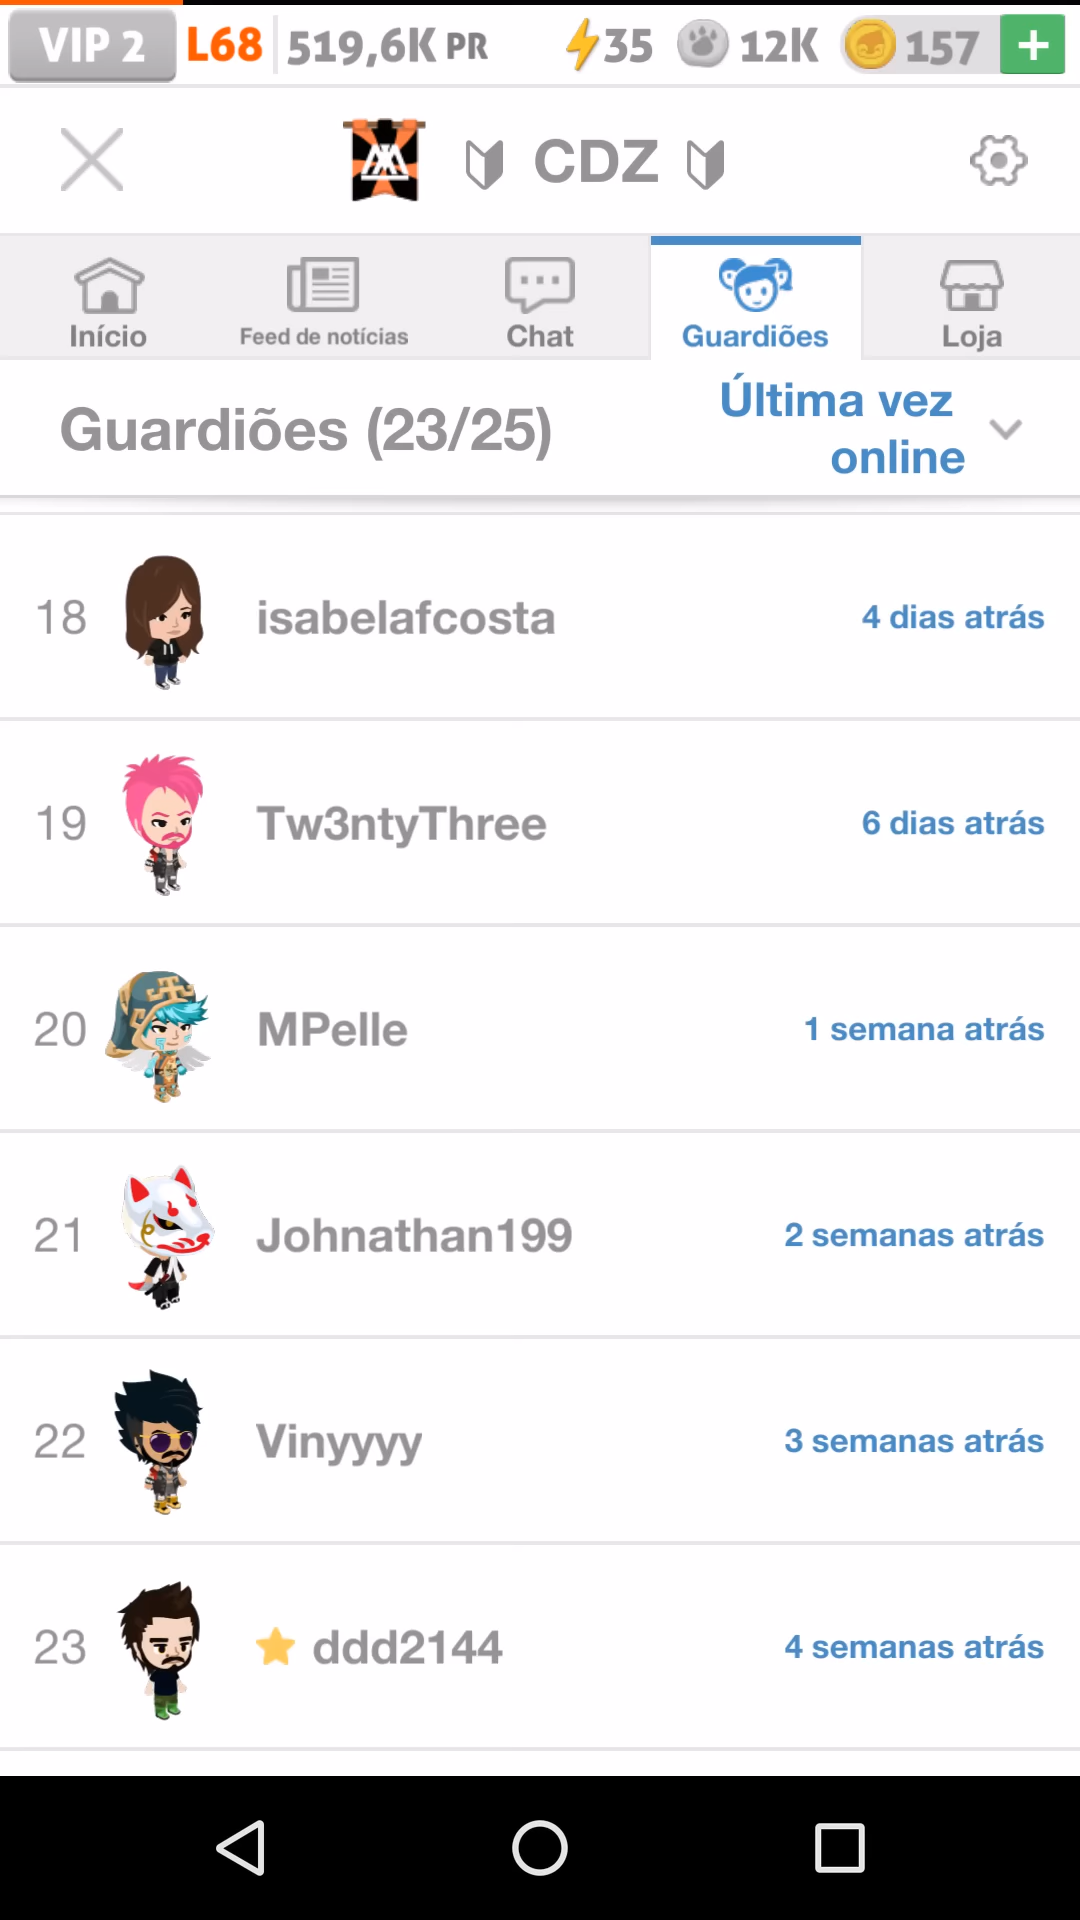 VIP 2 L68 519,6K PR 35 12K 157 +
CDZ
Início
Feed de notícias
Chat
Guardiões
Loja
Guardiões (23/25)
Última vez
online
18 isabelafcosta 4 dias atrás
19 Tw3ntyThree 6 dias atrás
20 MPelle 1 semana atrás
21 Johnathan199 2 semanas atrás
22 Vinyyyy 3 semanas atrás
23 ddd2144 4 semanas atrás